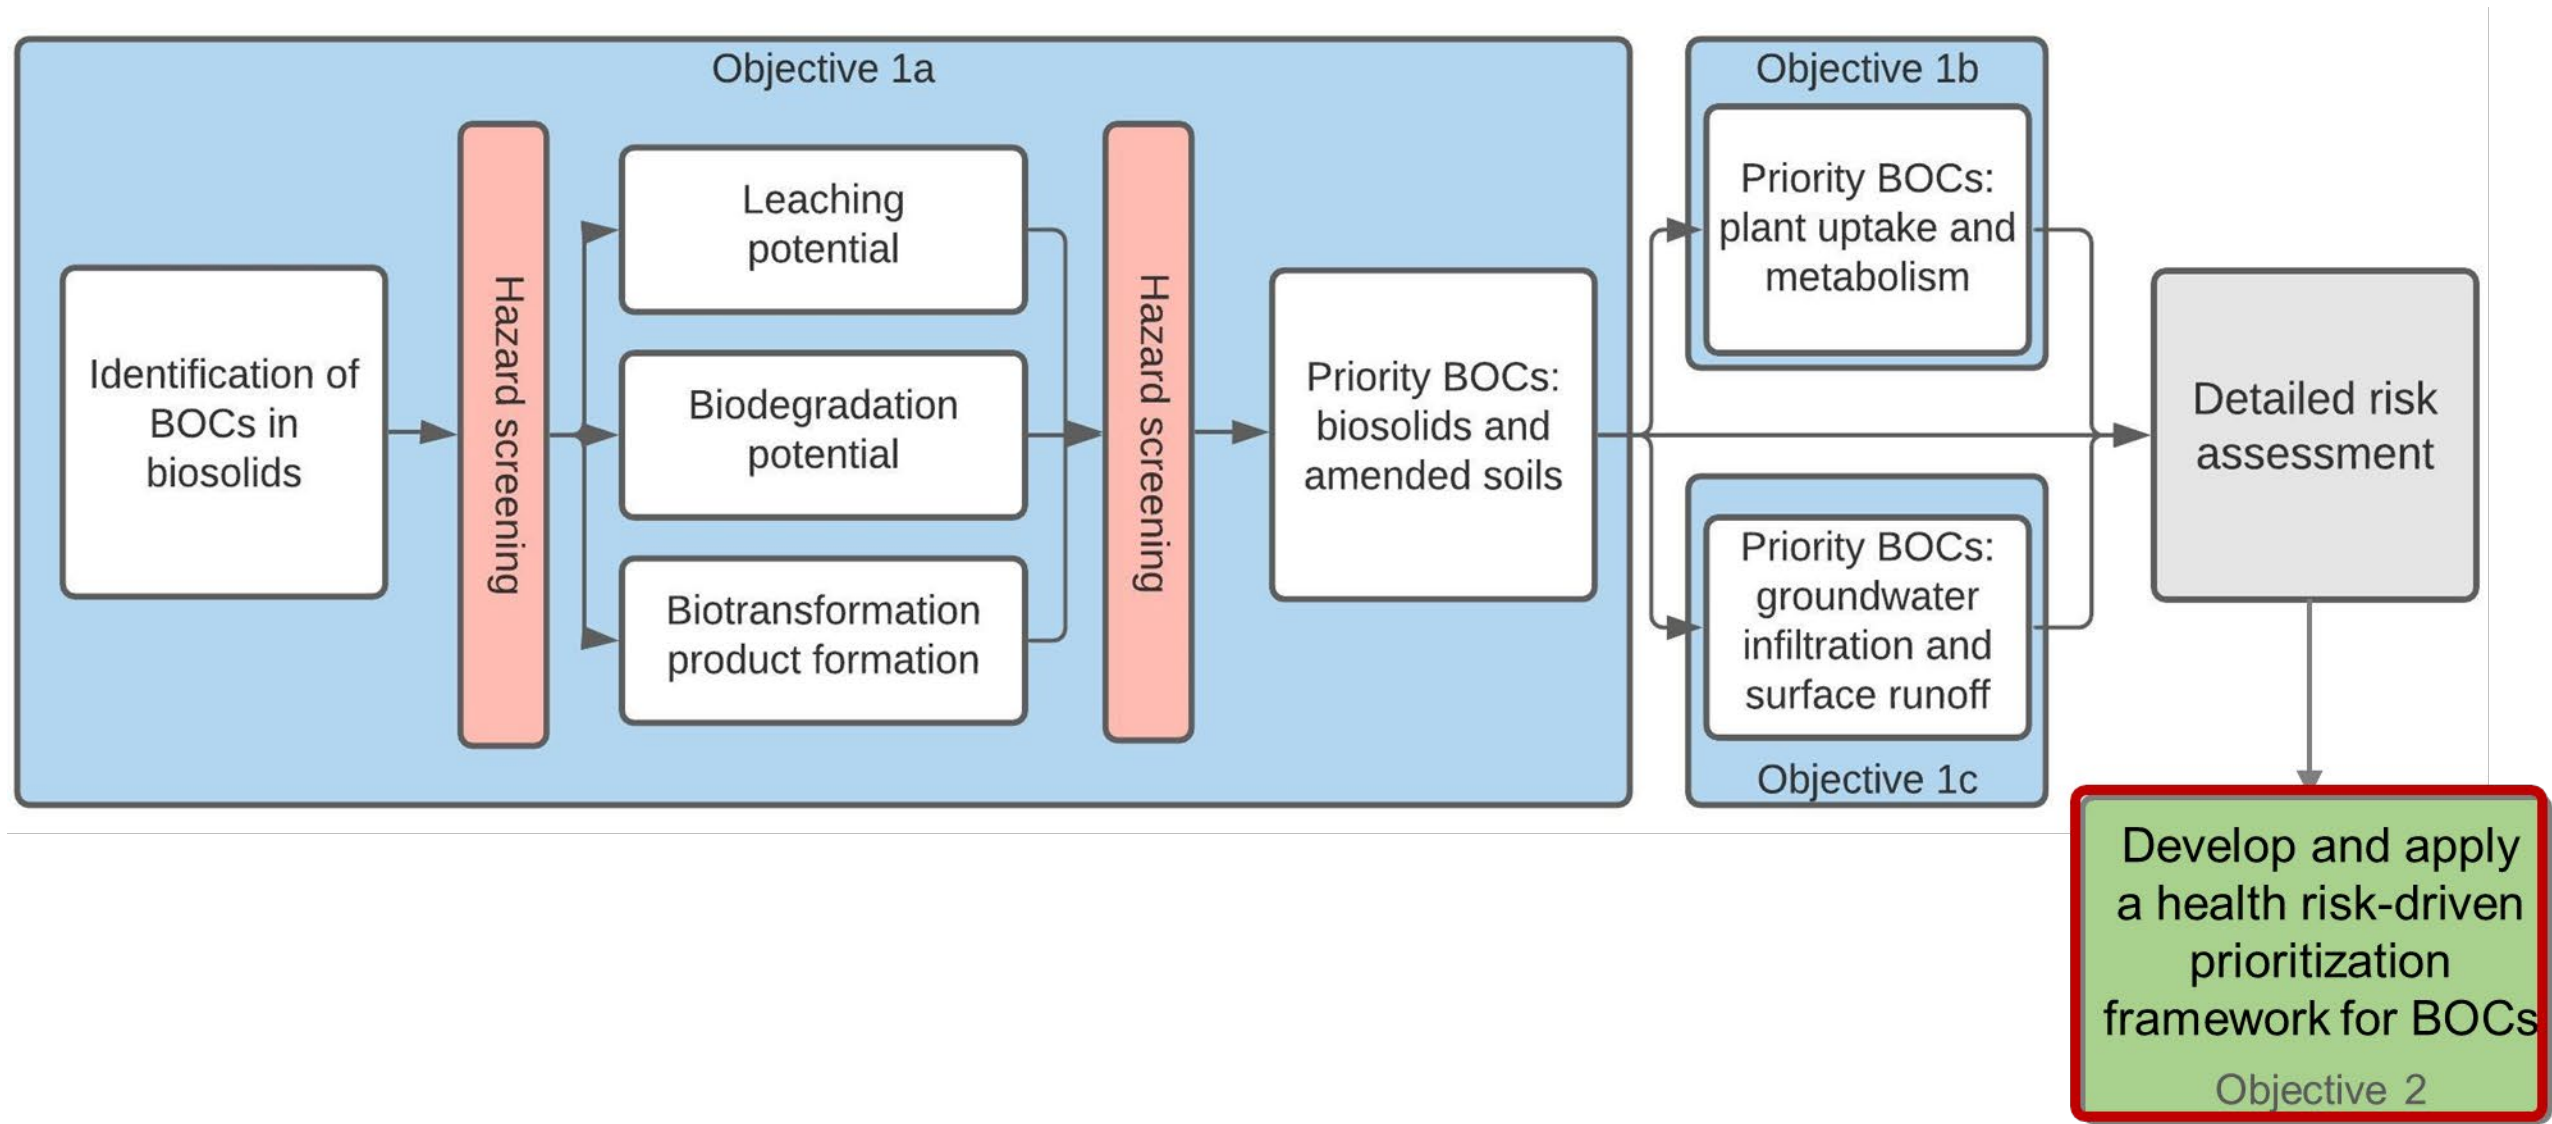 Objective 1a
Identification of
BOCs in
biosolids
Hazard screening
Leaching
potential
Biodegradation
potential
Biotransformation
product formation
Hazard screening
Priority BOCs:
biosolids and
amended soils
Objective 1b
Priority BOCs:
plant uptake and
metabolism
Priority BOCs:
groundwater
infiltration and
surface runoff
Objective 1c
Detailed risk
assessment
Develop and apply
a health risk-driven
prioritization
framework for BOCs
Objective 2